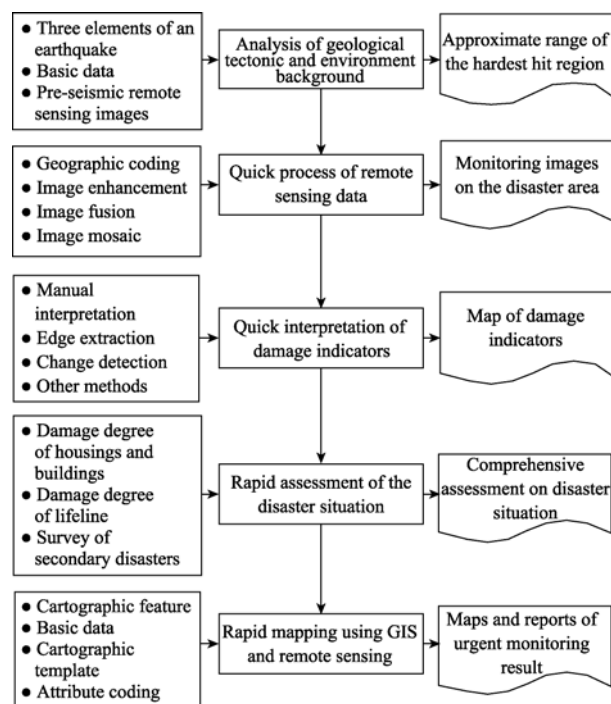 ● Three elements of an
earthquake
● Basic data
● Pre-seismic remote
sensing images
Analysis of geological
tectonic and environment
background
Approximate range of
the hardest hit region
● Geographic coding
● Image enhancement
● Image fusion
● Image mosaic
Quick process of remote
sensing data
Monitoring images
on the disaster area
● Manual
interpretation
● Edge extraction
● Change detection
● Other methods
Quick interpretation of
damage indicators
Map of damage
indicators
● Damage degree
of housings and
buildings
● Damage degree
of lifeline
● Survey of
secondary disasters
Rapid assessment of the
disaster situation
Comprehensive
assessment on disaster
situation
● Cartographic feature
● Basic data
● Cartographic
template
● Attribute coding
Rapid mapping using GIS
and remote sensing
Maps and reports of
urgent monitoring
result